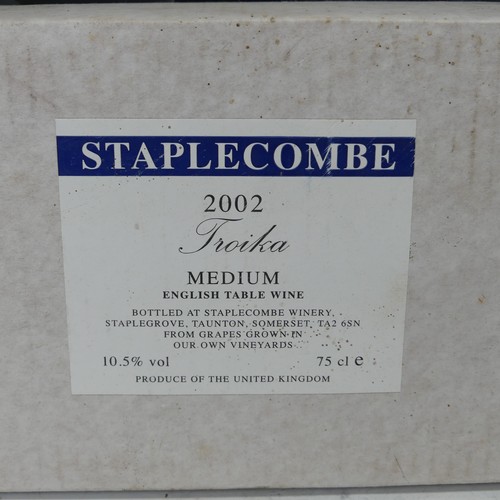 STAPLECOMBE
2002
Troika
MEDIUM
ENGLISH TABLE WINE
BOTTLED AT STAPLECOMBE WINERY,
STAPLEGROVE, TAUNTON, SOMERSET, TA2 6SN
FROM GRAPES GROWN IN
OUR OWN VINEYARDS
10.5% vol 75 cl e
PRODUCE OF THE UNITED KINGDOM